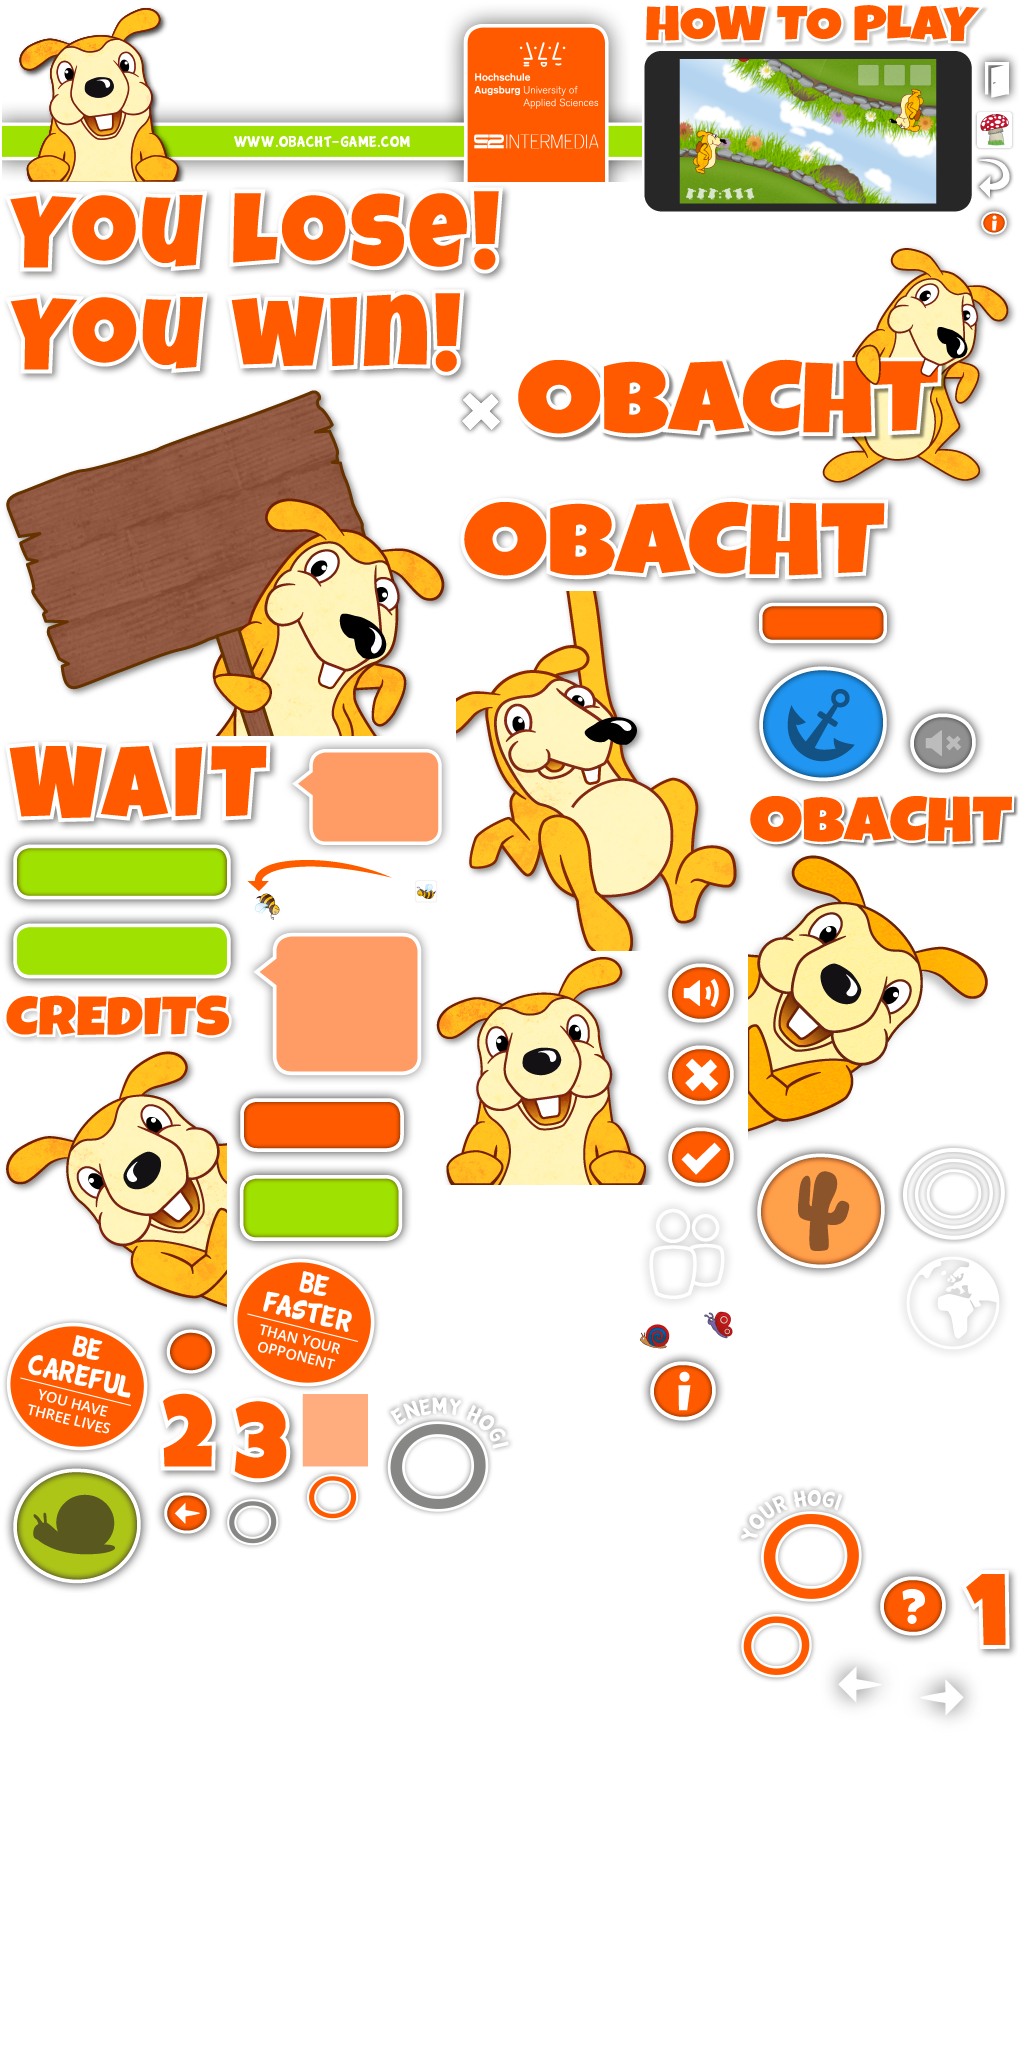 HOW TO PLAY
Hochschule
Augsburg University of
Applied Sciences
WWW.OBACHT-GAME.COM
INTERMEDIA
You Lose!
You Win!
OBACHT
OBACHT
WAIT
OBACHT
CREDITS
BE
FASTER
THAN YOUR
OPPONENT
BE
CAREFUL
YOU HAVE
THREE LIVES
2
3
ENEMY HOGI
YOUR HOGI
?
1